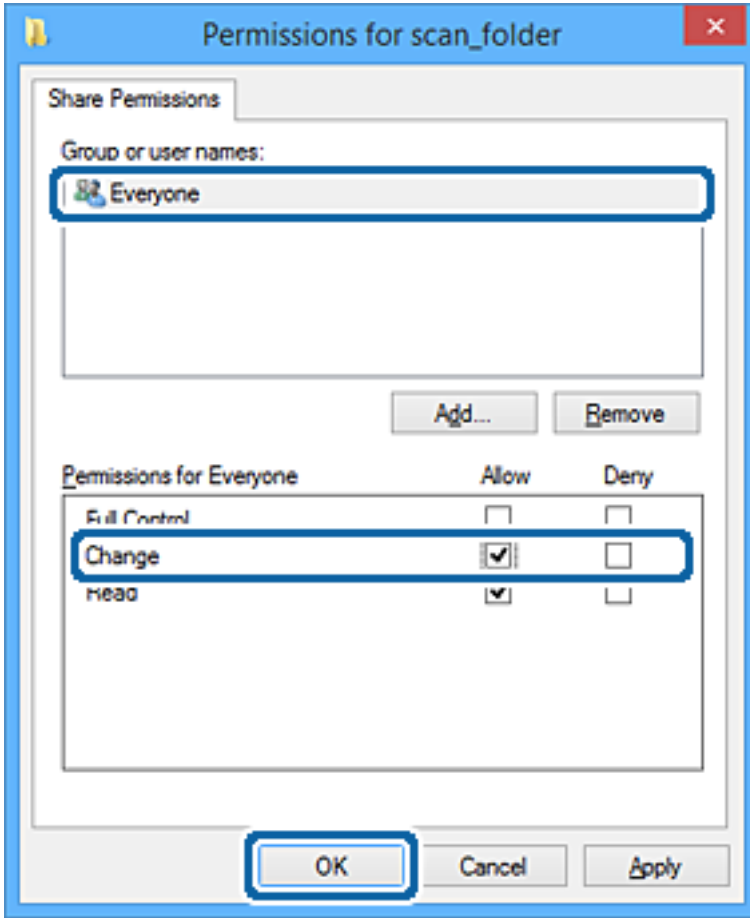 Permissions for scan_folder
Share Permissions
Group or user names:
Everyone
Add...
Remove
Permissions for Everyone Allow Deny
Full Control
Change
Read
OK Cancel Apply